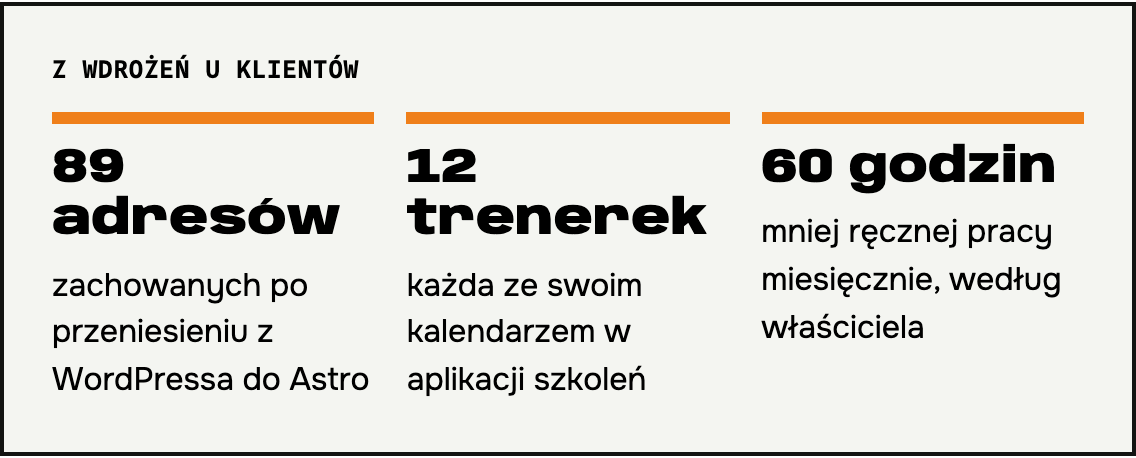 Z WDROŻEŃ U KLIENTÓW
89
adresów
zachowanych po
przeniesieniu z
WordPressa do Astro
12
trenerek
każda ze swoim
kalendarzem w
aplikacji szkoleń
60 godzin
mniej ręcznej pracy
miesięcznie, według
właściciela